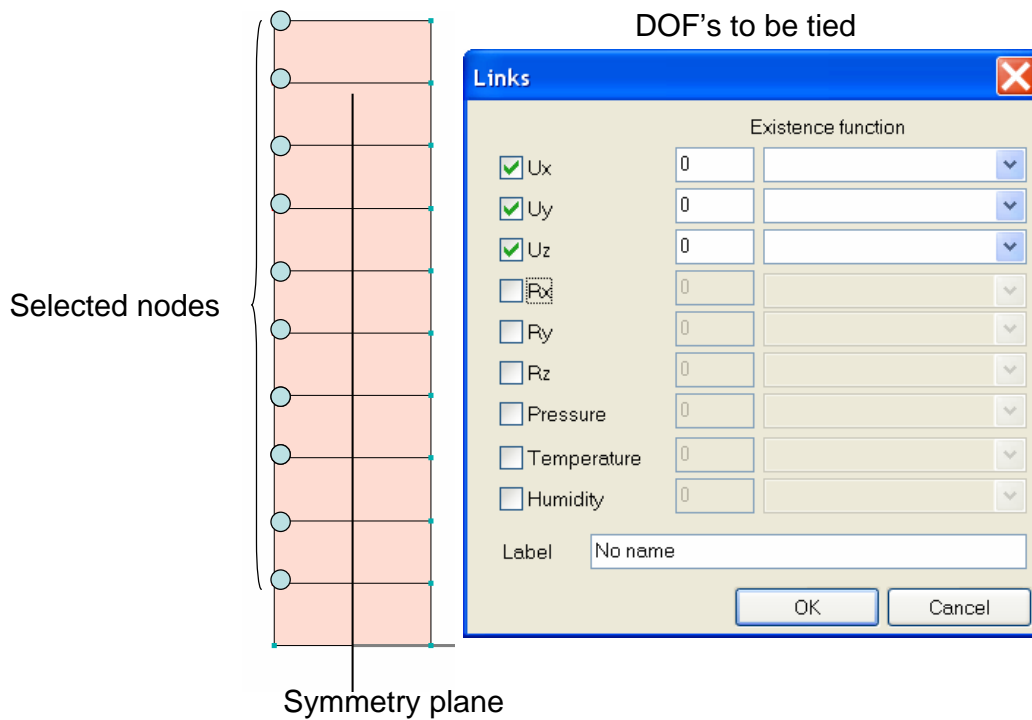 DOF's to be tied
Links
Existence function
Ux 0
Uy 0
Uz 0
Rx 0
Ry 0
Rz 0
Pressure 0
Temperature 0
Humidity 0
Label No name
OK Cancel
Selected nodes
Symmetry plane